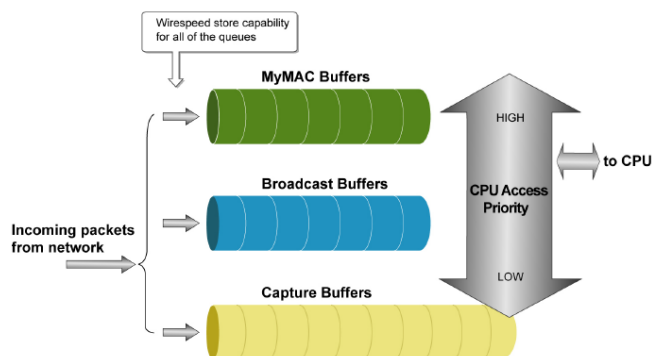 Wirespeed store capability
for all of the queues
MyMAC Buffers
HIGH
to CPU
Broadcast Buffers
CPU Access
Priority
Incoming packets
from network
LOW
Capture Buffers